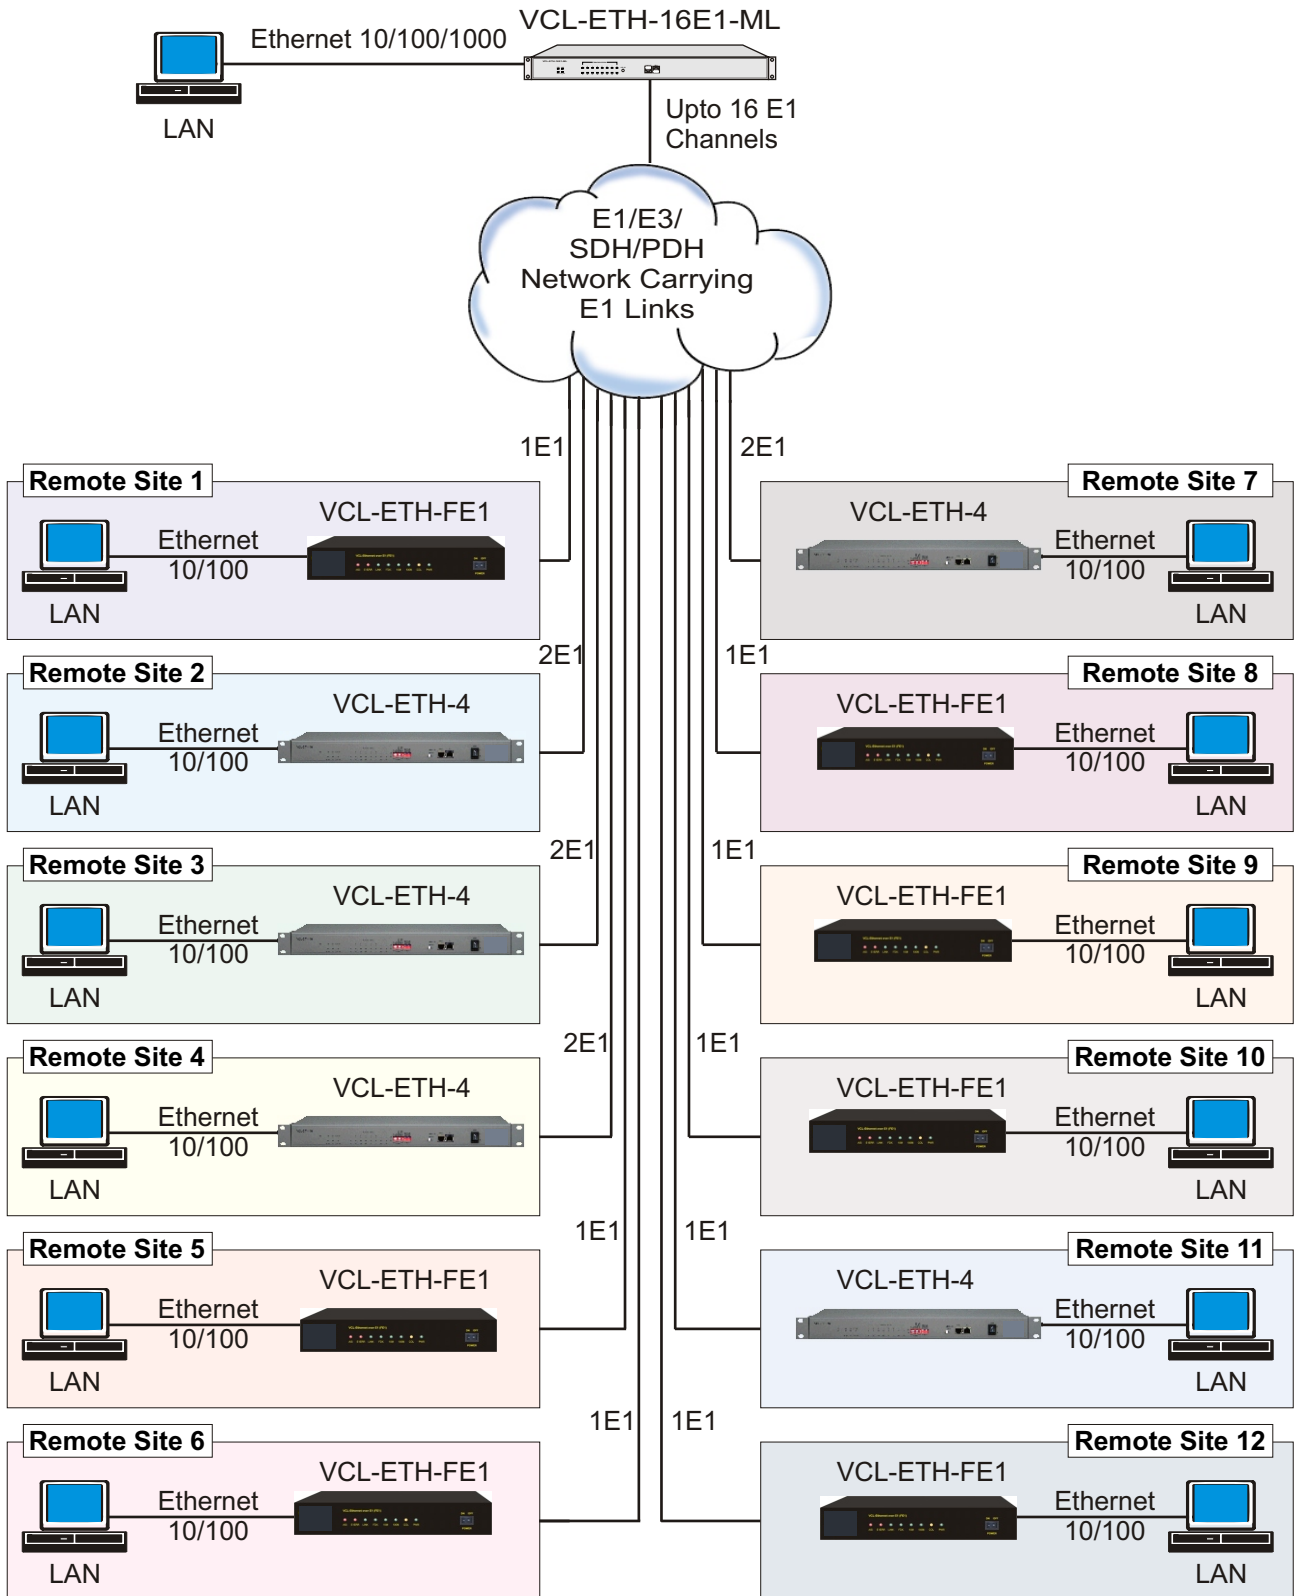 VCL-ETH-16E1-ML
Ethernet 10/100/1000
LAN
Upto 16 E1
Channels
E1/E3/
SDH/PDH
Network Carrying
E1 Links
1E1
2E1
Remote Site 1
VCL-ETH-FE1
Ethernet
10/100
LAN
Remote Site 7
VCL-ETH-4
Ethernet
10/100
LAN
2E1
1E1
Remote Site 2
VCL-ETH-4
Ethernet
10/100
LAN
Remote Site 8
VCL-ETH-FE1
Ethernet
10/100
LAN
2E1
1E1
Remote Site 3
VCL-ETH-4
Ethernet
10/100
LAN
Remote Site 9
VCL-ETH-FE1
Ethernet
10/100
LAN
2E1
1E1
Remote Site 4
VCL-ETH-4
Ethernet
10/100
LAN
Remote Site 10
VCL-ETH-FE1
Ethernet
10/100
LAN
1E1
1E1
Remote Site 5
VCL-ETH-FE1
Ethernet
10/100
LAN
Remote Site 11
VCL-ETH-4
Ethernet
10/100
LAN
1E1
1E1
Remote Site 6
VCL-ETH-FE1
Ethernet
10/100
LAN
Remote Site 12
VCL-ETH-FE1
Ethernet
10/100
LAN